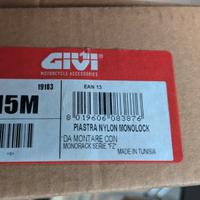 GIVI
MOTORCYCLE ACCESSORIES
19103
EAN 13
15M
8 019606 083876
PIASTRA NYLON MONOLOCK
DA MONTARE CON
MONORACK SERIE "FZ"
MADE IN TUNISIA